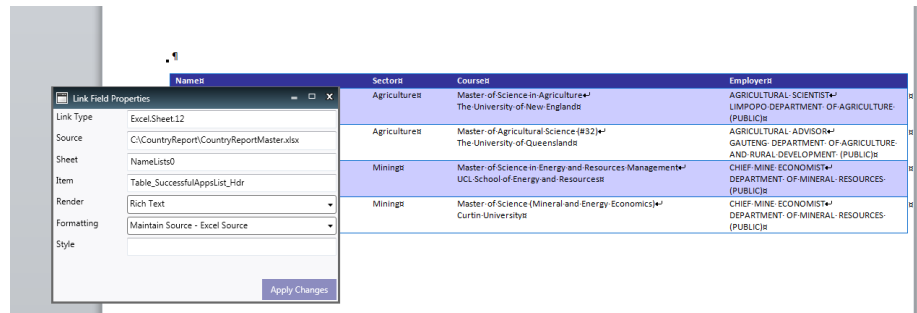 ¶
Name¤ Sector¤ Course¤ Employer¤
Link Field Properties
Link Type Excel.Sheet.12
Source C:\CountryReport\CountryReportMaster.xlsx
Sheet NameLists0
Item Table_SuccessfulAppsList_Hdr
Render Rich Text
Formatting Maintain Source - Excel Source
Style
Apply Changes
Agriculture¤ Master·of·Science·in·Agriculture↵ AGRICULTURAL·SCIENTIST↵ ¤
The·University·of·New·England¤ LIMPOPO·DEPARTMENT·OF·AGRICULTURE·
(PUBLIC)¤
Agriculture¤ Master·of·Agricultural·Science·(#32)↵ AGRICULTURAL·ADVISOR↵ ¤
The·University·of·Queensland¤ GAUTENG·DEPARTMENT·OF·AGRICULTURE·
AND·RURAL·DEVELOPMENT·(PUBLIC)¤
Mining¤ Master·of·Science·in·Energy·and·Resources·Management↵ CHIEF·MINE·ECONOMIST↵ ¤
UCL·School·of·Energy·and·Resources¤ DEPARTMENT·OF·MINERAL·RESOURCES·
(PUBLIC)¤
Mining¤ Master·of·Science·(Mineral·and·Energy·Economics)↵ CHIEF·MINE·ECONOMIST↵ ¤
Curtin·University¤ DEPARTMENT·OF·MINERAL·RESOURCES·
(PUBLIC)¤